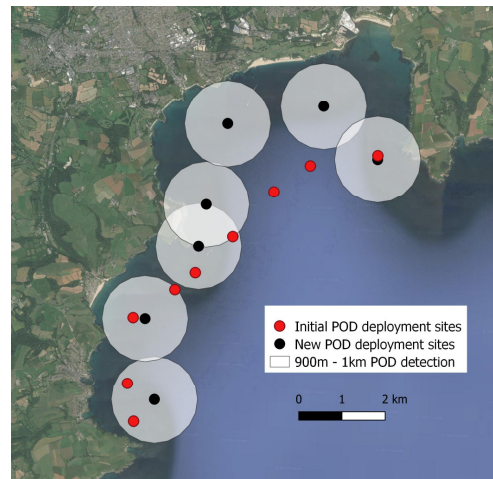 Initial POD deployment sites
New POD deployment sites
900m - 1km POD detection
0 1 2 km